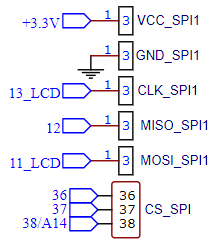 +3.3V 1 3 VCC_SPI1
1 3 GND_SPI1
13_LCD 1 3 CLK_SPI1
12 1 3 MISO_SPI1
11_LCD 1 3 MOSI_SPI1
36 36
37 37 CS_SPI
38/A14 38